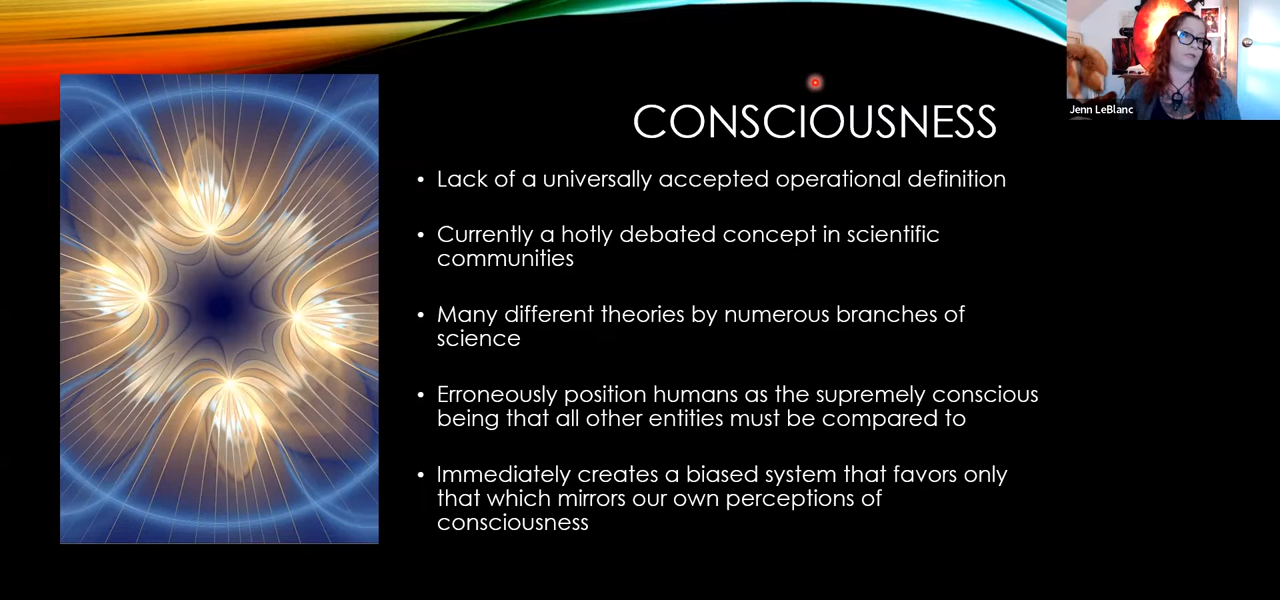 Jenn LeBlanc
CONSCIOUSNESS
• Lack of a universally accepted operational definition
• Currently a hotly debated concept in scientific
communities
• Many different theories by numerous branches of
science
• Erroneously position humans as the supremely conscious
being that all other entities must be compared to
• Immediately creates a biased system that favors only
that which mirrors our own perceptions of
consciousness